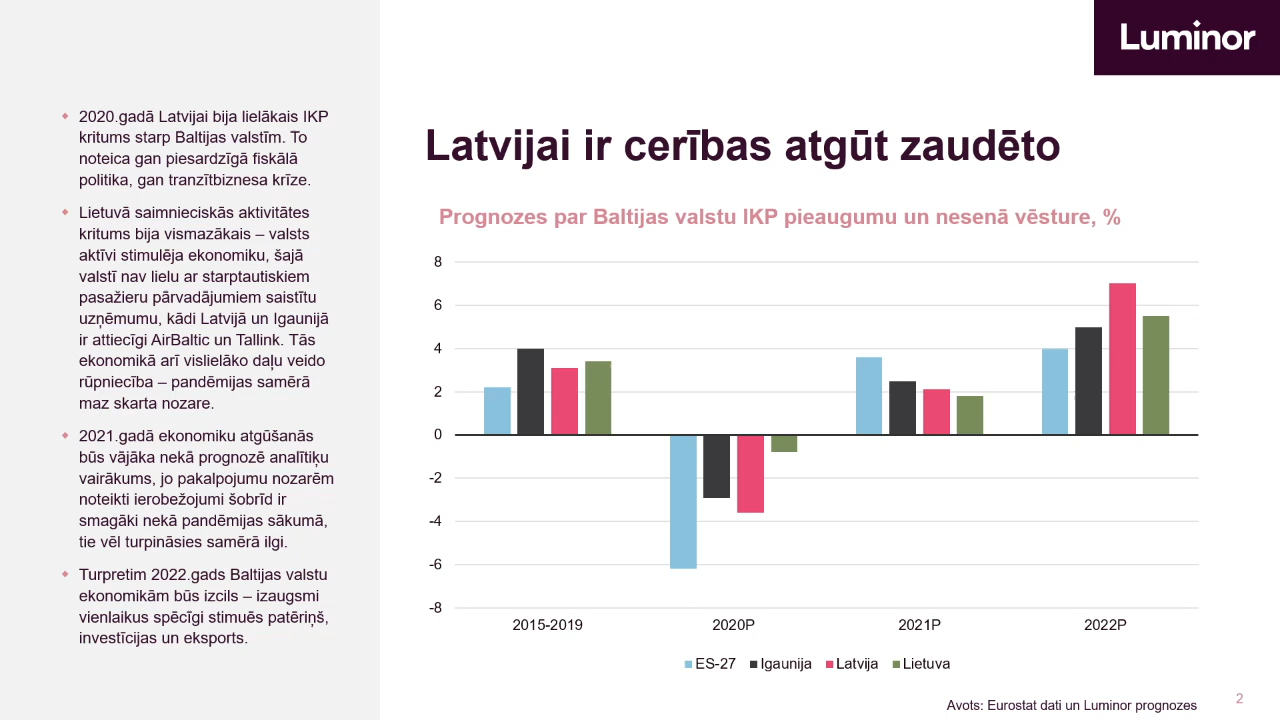 Luminor
2020.gadā Latvijai bija lielākais IKP
kritums starp Baltijas valstīm. To
noteica gan piesardzīgā fiskālā
politika, gan tranzītbiznesa krīze.
Lietuvā saimnieciskās aktivitātes
kritums bija vismazākais – valsts
aktīvi stimulēja ekonomiku, šajā
valstī nav lielu ar starptautiskiem
pasažieru pārvadājumiem saistītu
uzņēmumu, kādi Latvijā un Igaunijā
ir attiecīgi AirBaltic un Tallink. Tās
ekonomikā arī vislielāko daļu veido
rūpniecība – pandēmijas samērā
maz skarta nozare.
2021.gadā ekonomiku atgūšanās
būs vājāka nekā prognozē analītiķu
vairākums, jo pakalpojumu nozarēm
noteikti ierobežojumi šobrīd ir
smagāki nekā pandēmijas sākumā,
tie vēl turpināsies samērā ilgi.
Turpretim 2022.gads Baltijas valstu
ekonomikām būs izcils – izaugsmi
vienlaikus spēcīgi stimuēs patēriņš,
investīcijas un eksports.
Latvijai ir cerības atgūt zaudēto
Prognozes par Baltijas valstu IKP pieaugumu un nesenā vēsture, %
8
6
4
2
0
-2
-4
-6
-8
2015-2019 2020P 2021P 2022P
ES-27 Igaunija Latvija Lietuva
Avots: Eurostat dati un Luminor prognozes
2